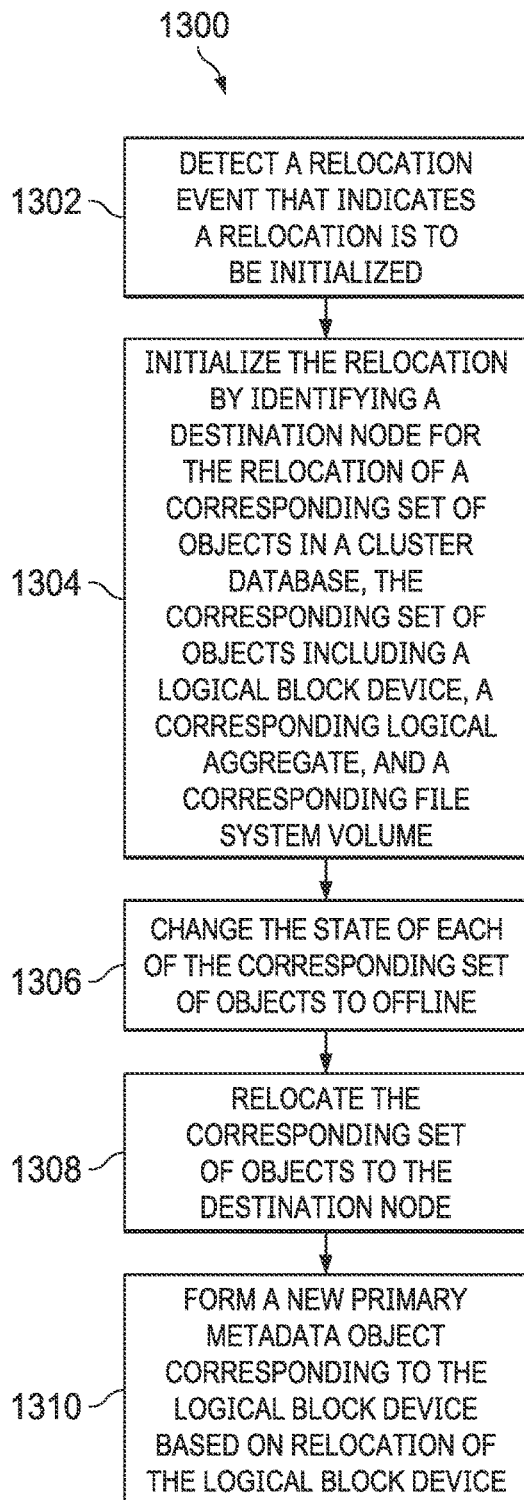 1300
1302
DETECT A RELOCATION
EVENT THAT INDICATES
A RELOCATION IS TO
BE INITIALIZED
1304
INITIALIZE THE RELOCATION
BY IDENTIFYING A
DESTINATION NODE FOR
THE RELOCATION OF A
CORRESPONDING SET OF
OBJECTS IN A CLUSTER
DATABASE, THE
CORRESPONDING SET OF
OBJECTS INCLUDING A
LOGICAL BLOCK DEVICE, A
CORRESPONDING LOGICAL
AGGREGATE, AND A
CORRESPONDING FILE
SYSTEM VOLUME
1306
CHANGE THE STATE OF EACH
OF THE CORRESPONDING SET
OF OBJECTS TO OFFLINE
1308
RELOCATE THE
CORRESPONDING SET
OF OBJECTS TO THE
DESTINATION NODE
1310
FORM A NEW PRIMARY
METADATA OBJECT
CORRESPONDING TO THE
LOGICAL BLOCK DEVICE
BASED ON RELOCATION OF
THE LOGICAL BLOCK DEVICE